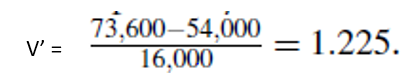 V’ = 73,600−54,000 / 16,000 = 1.225.